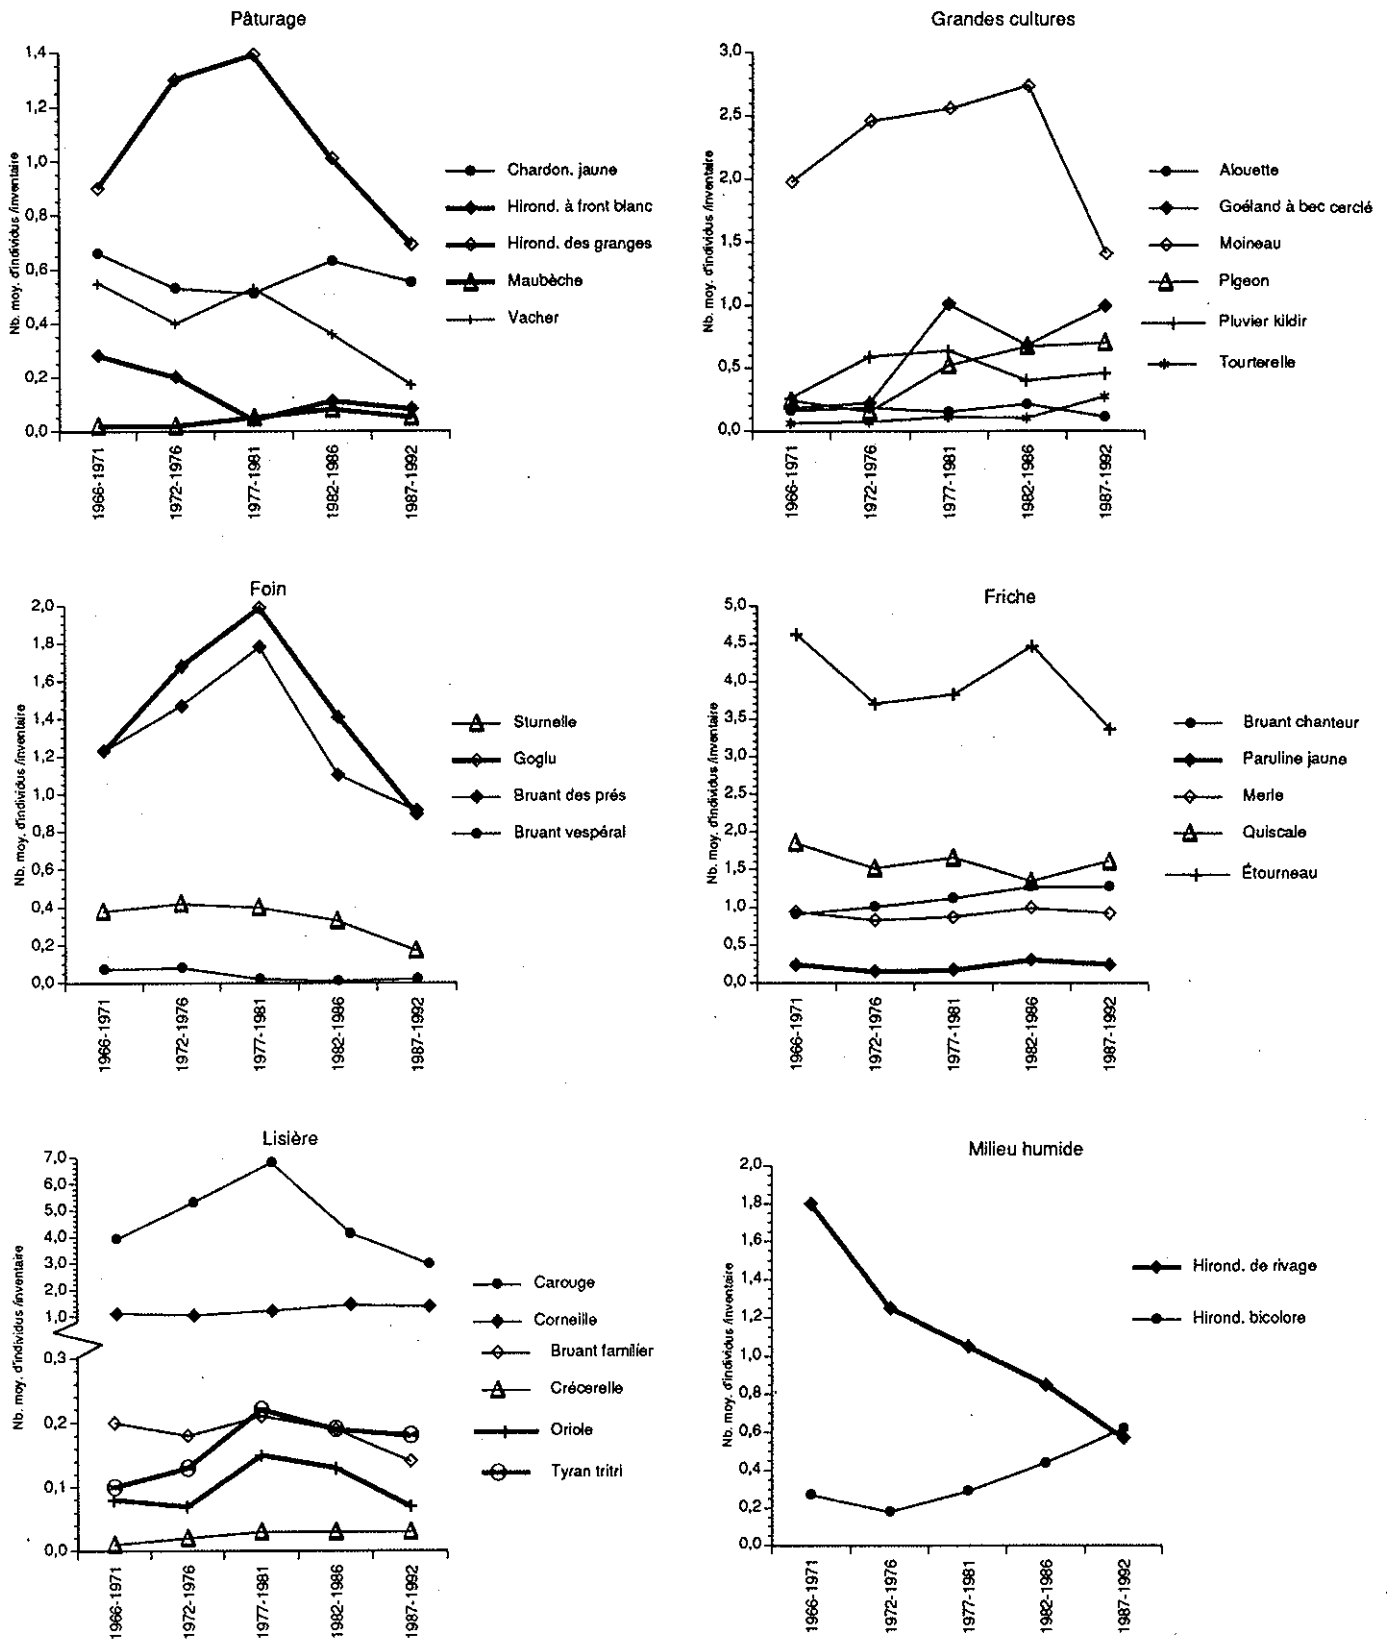 Pâturage
Nb. moy. d'individus /inventaire
1,4
1,2
1,0
0,8
0,6
0,4
0,2
0,0
1966-1971
1972-1976
1977-1981
1982-1986
1987-1992
Chardon. jaune
Hirond. à front blanc
Hirond. des granges
Maubèche
Vacher
Grandes cultures
Nb. moy. d'individus /inventaire
3,0
2,5
2,0
1,5
1,0
0,5
0,0
1966-1971
1972-1976
1977-1981
1982-1986
1987-1992
Alouette
Goéland à bec cerclé
Moineau
Pigeon
Pluvier kildir
Tourterelle
Foin
Nb. moy. d'individus /inventaire
2,0
1,8
1,6
1,4
1,2
1,0
0,8
0,6
0,4
0,2
0,0
1966-1971
1972-1976
1977-1981
1982-1986
1987-1992
Sturnelle
Goglu
Bruant des prés
Bruant vespéral
Friche
Nb. moy. d'individus /inventaire
5,0
4,5
4,0
3,5
3,0
2,5
2,0
1,5
1,0
0,5
0,0
1966-1971
1972-1976
1977-1981
1982-1986
1987-1992
Bruant chanteur
Paruline jaune
Merle
Quiscale
Étourneau
Lisière
Nb. moy. d'individus /inventaire
7,0
6,0
5,0
4,0
3,0
2,0
1,0
0,3
0,2
0,1
0,0
1966-1971
1972-1976
1977-1981
1982-1986
1987-1992
Carouge
Corneille
Bruant familier
Crécerelle
Oriole
Tyran tritri
Milieu humide
Nb. moy. d'individus /inventaire
2,0
1,8
1,6
1,4
1,2
1,0
0,8
0,6
0,4
0,2
0,0
1966-1971
1972-1976
1977-1981
1982-1986
1987-1992
Hirond. de rivage
Hirond. bicolore